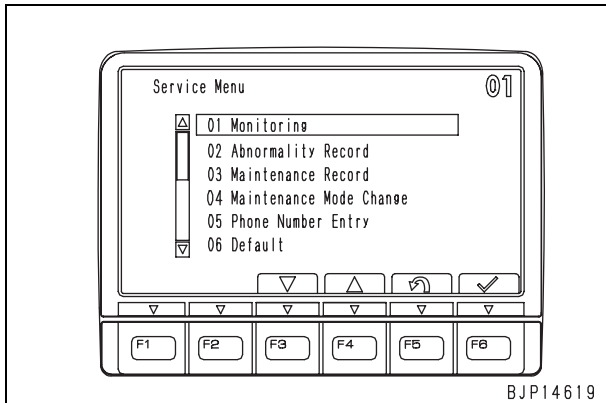 Service Menu 01
01 Monitoring
02 Abnormality Record
03 Maintenance Record
04 Maintenance Mode Change
05 Phone Number Entry
06 Default
F1 F2 F3 F4 F5 F6
BJP14619